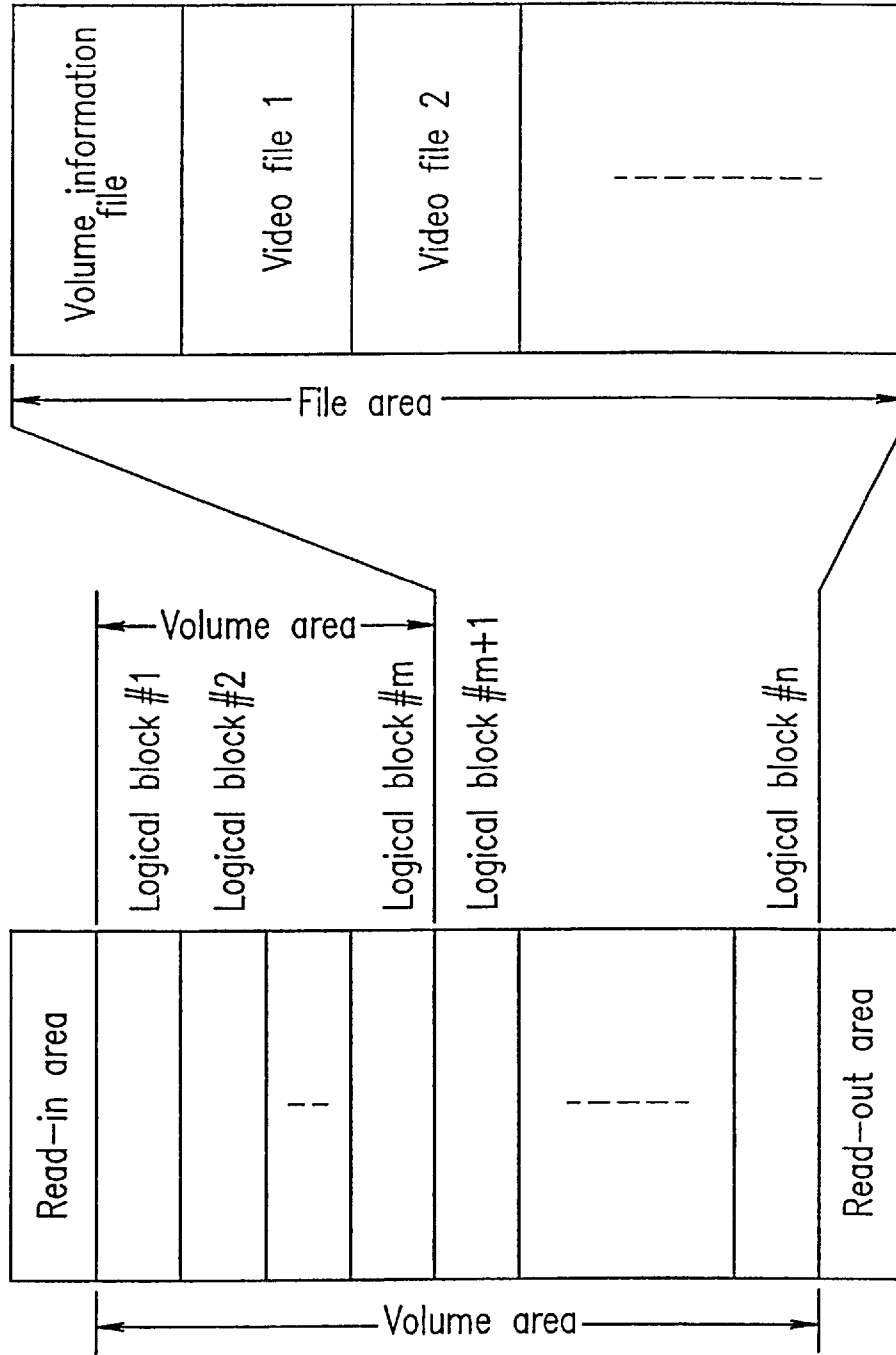 Volume information
file
Video file 1
Video file 2
File area
Volume area
Logical block #1
Logical block #2
Logical block #m
Logical block #m+1
Logical block #n
Read-in area
Read-out area
Volume area